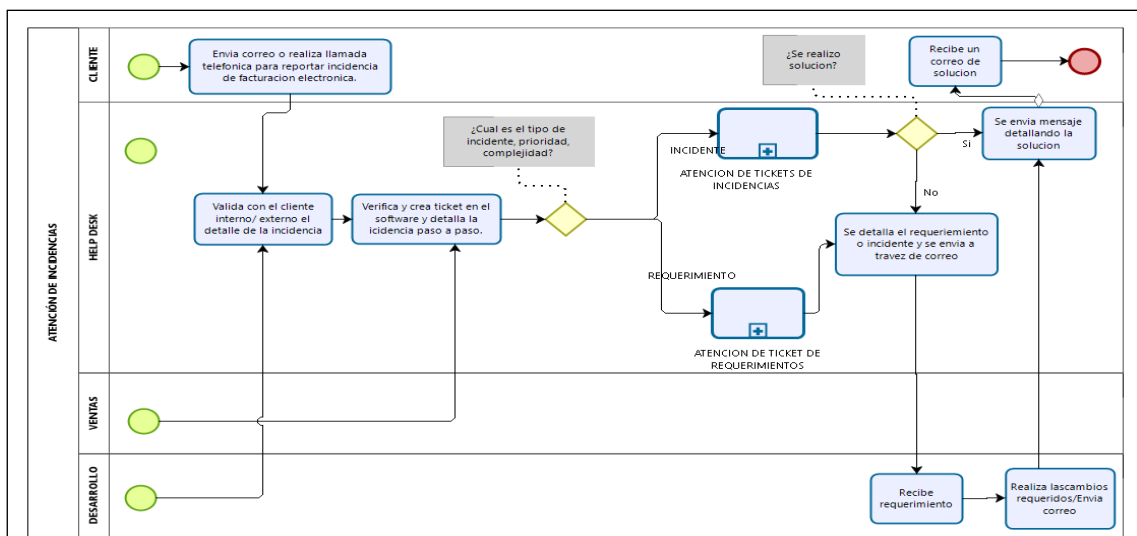 ATENCIÓN DE INCIDENCIAS
CLIENTE
Envia correo o realiza llamada
telefonica para reportar incidencia
de facturacion electronica.
¿Se realizo
solucion?
Recibe un
correo de
solucion
HELP DESK
¿Cual es el tipo de
incidente, prioridad,
complejidad?
INCIDENTE
ATENCION DE TICKETS DE
INCIDENCIAS
Si
Se envia mensaje
detallando la
solucion
No
Valida con el cliente
interno/ externo el
detalle de la incidencia
Verifica y crea ticket en el
software y detalla la
icidencia paso a paso.
Se detalla el requeriemiento
o incidente y se envia a
travez de correo
REQUERIMIENTO
ATENCION DE TICKET DE
REQUERIMIENTOS
VENTAS
DESARROLLO
Recibe
requerimiento
Realiza lascambios
requeridos/Envia
correo